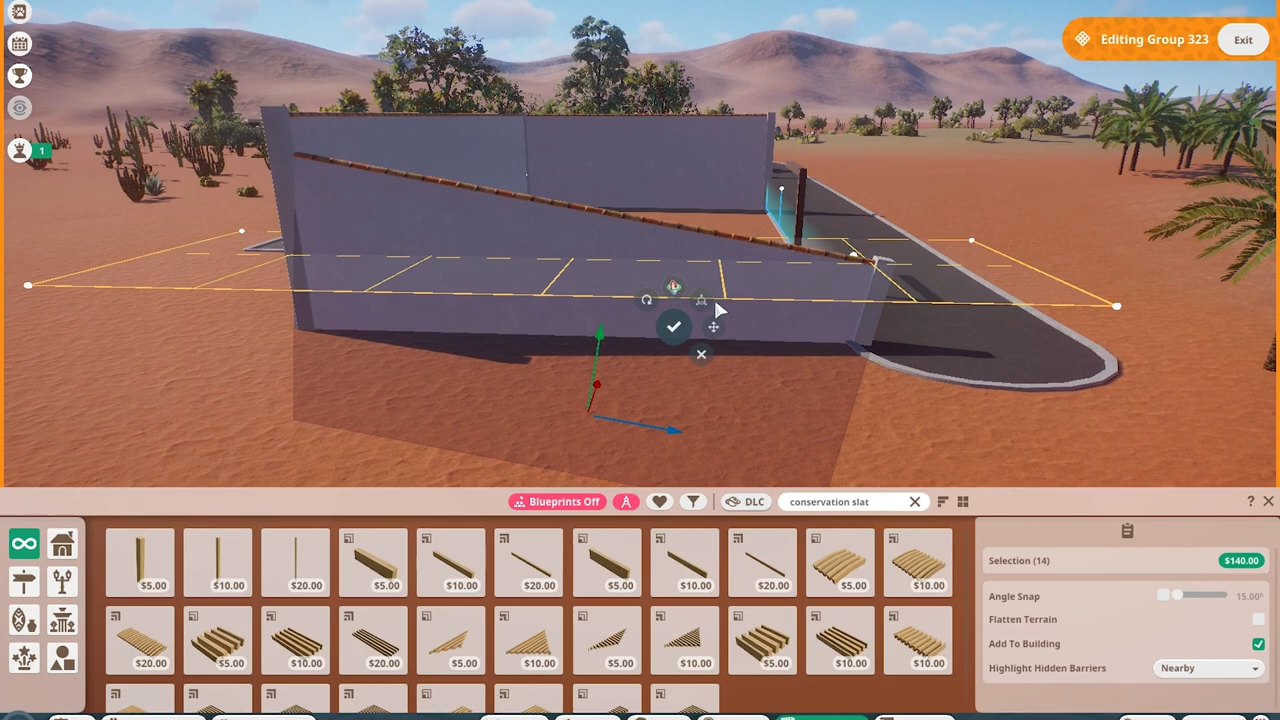 Editing Group 323
Exit
1
Blueprints Off
DLC
conservation slat
?
$5.00
$10.00
$20.00
$5.00
$10.00
$20.00
$5.00
$10.00
$20.00
$5.00
$10.00
$20.00
$5.00
$10.00
$20.00
$5.00
$10.00
$5.00
$10.00
$5.00
$10.00
$10.00
Selection (14)
$140.00
Angle Snap
15.00°
Flatten Terrain
Add To Building
Highlight Hidden Barriers
Nearby